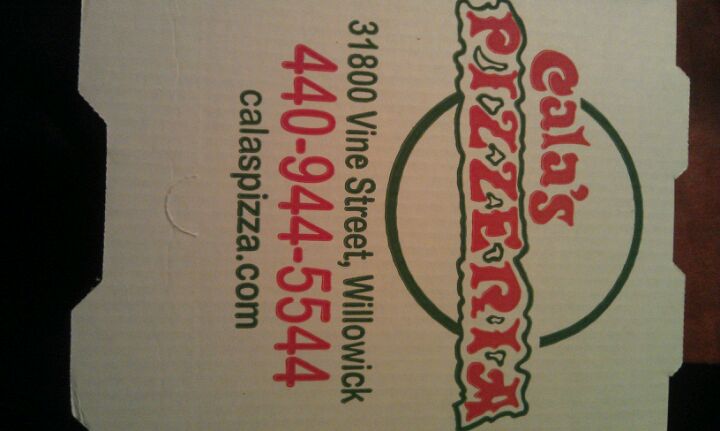 Cala's
PIZZERIA
31800 Vine Street, Willowick
440-944-5544
calaspizza.com